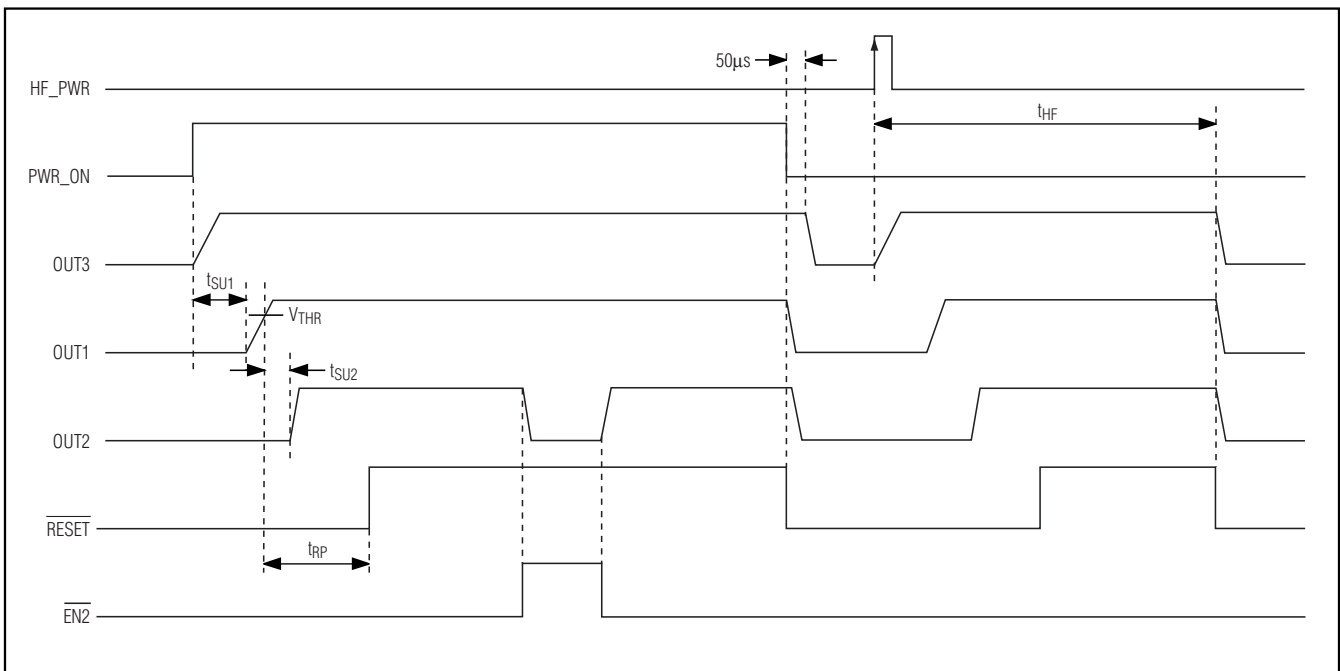 50μs
HF_PWR
tHF
PWR_ON
OUT3
tSU1
VTHR
OUT1
tSU2
OUT2
RESET
tRP
EN2